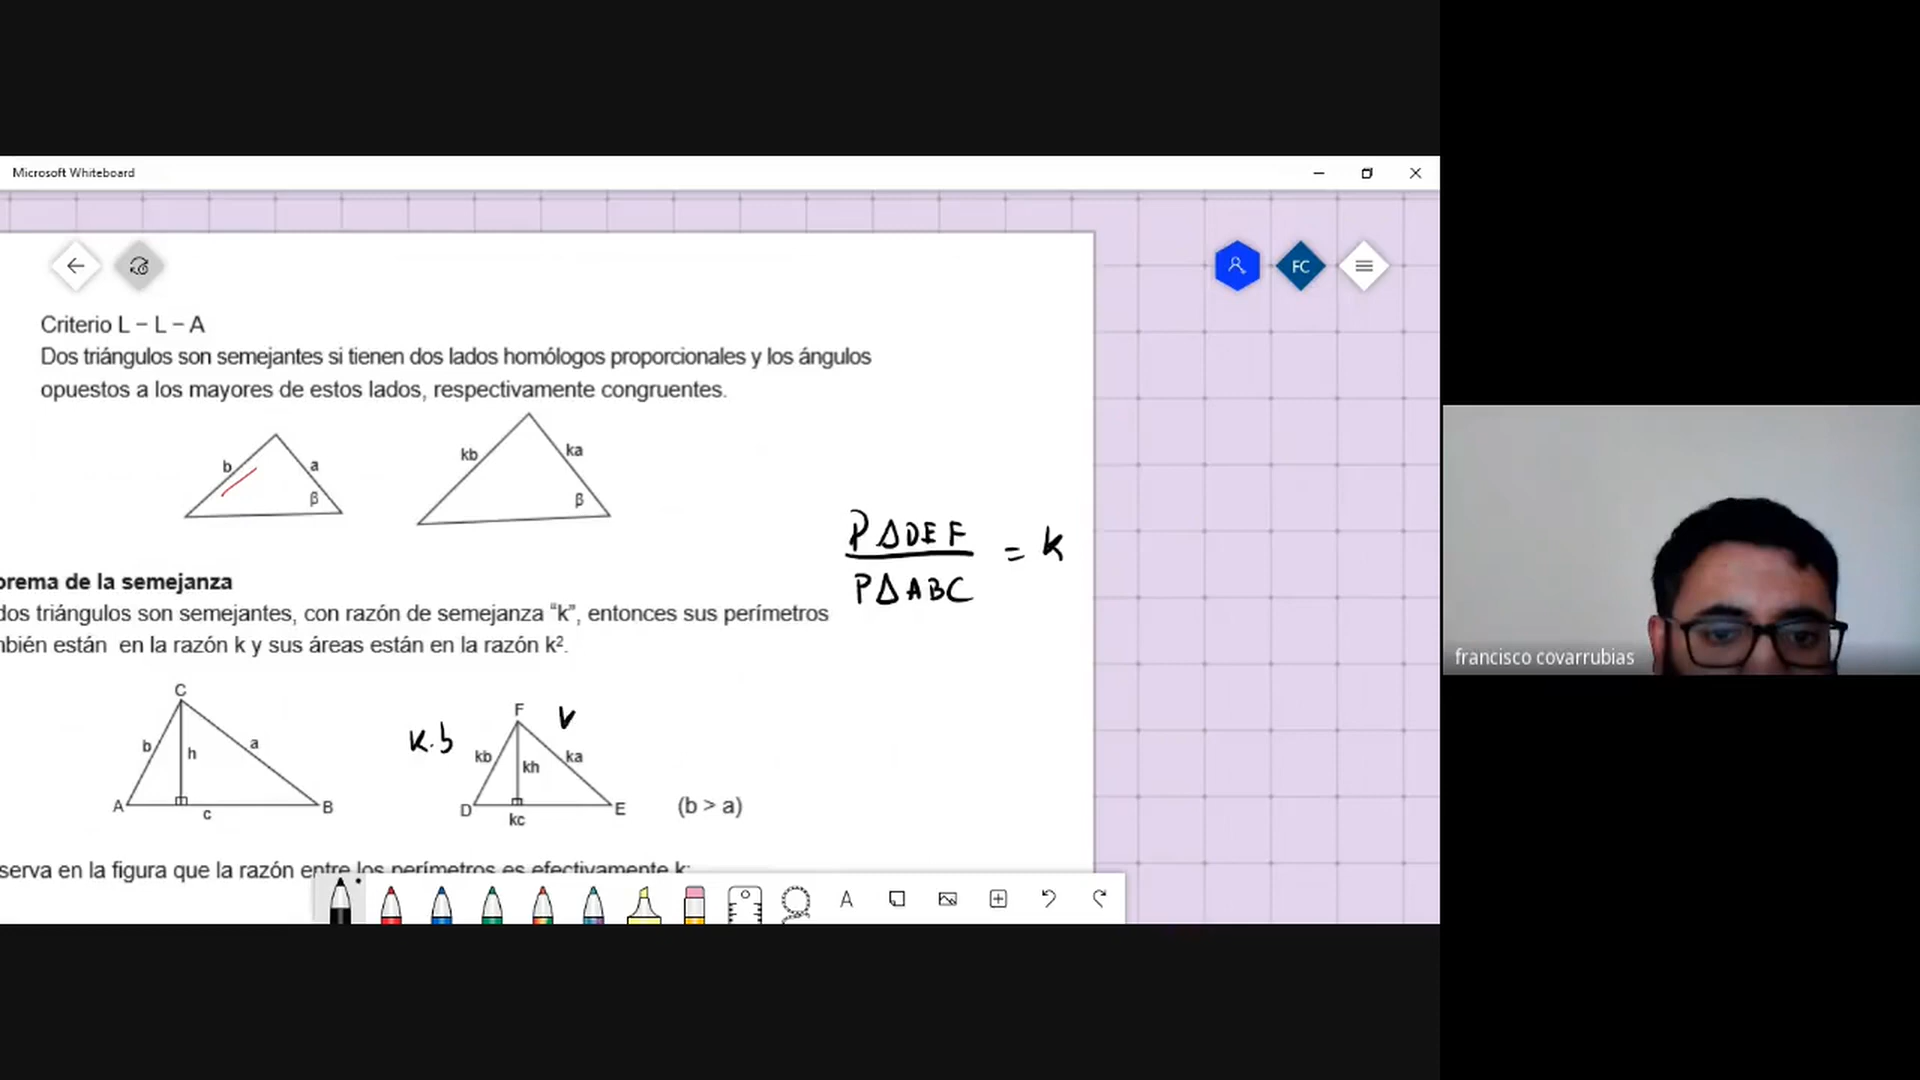 Microsoft Whiteboard
FC
Criterio L – L – A
Dos triángulos son semejantes si tienen dos lados homólogos proporcionales y los ángulos
opuestos a los mayores de estos lados, respectivamente congruentes.
b
a
β
kb
ka
β
P Δ DEF
P Δ ABC
= k
orema de la semejanza
dos triángulos son semejantes, con razón de semejanza “k”, entonces sus perímetros
mbién están en la razón k y sus áreas están en la razón k².
C
b
h
a
A
c
B
k.b
F
kb
kh
ka
D
kc
E
(b > a)
serva en la figura que la razón entre los perímetros es efectivamente k:
A
francisco covarrubias